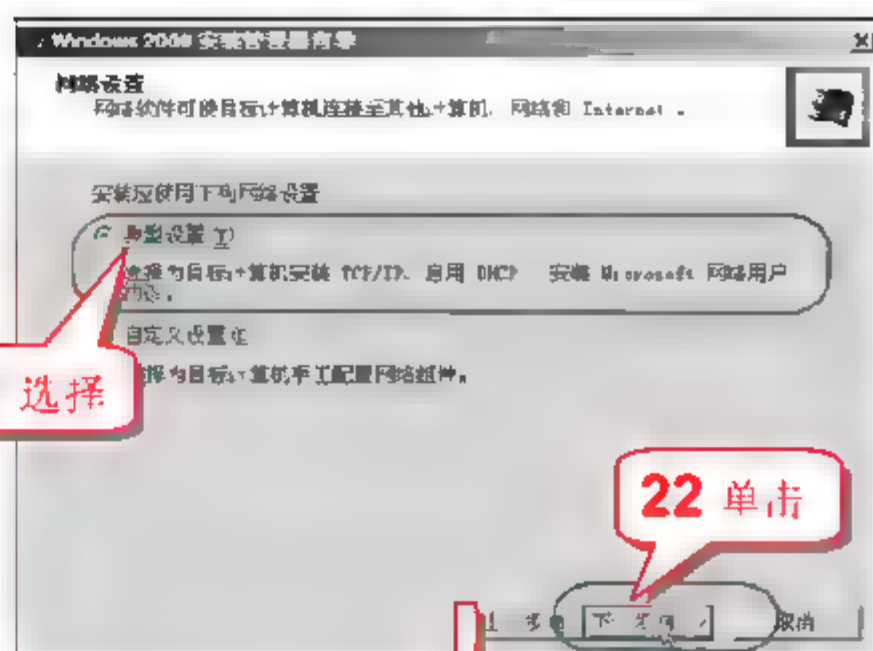 Windows 2000 安装管理器向导
网络设置
网络软件可使目标计算机连接至其他计算机、网络和 Internet 。
安装应使用下列网络设置
典型设置 T)
选择为目标计算机安装 TCP/IP、启用 DHCP 安装 Microsoft 网络用户
自定义设置
选择
选择为目标计算机手工配置网络组件。
22 单击
取消